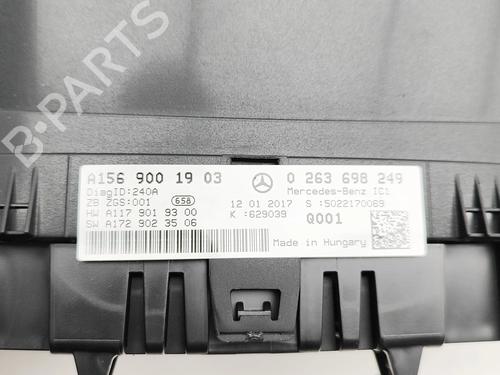 B-PARTS
A156 900 19 03
0 263 698 249
DiagID:240A
Mercedes-Benz IC1
ZB ZGS:001
658
12 01 2017
S :5022170069
HW A117 901 93 00
K :629039
Q001
SW A172 902 35 06
Made in Hungary